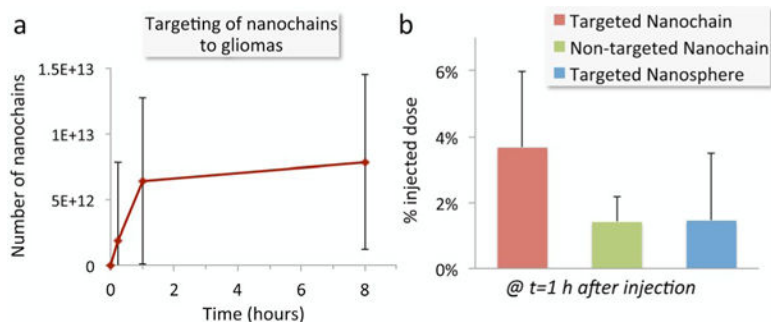 a
Targeting of nanochains
to gliomas
Number of nanochains
1.5E+13
1E+13
5E+12
0
0
2
4
6
8
Time (hours)
b
Targeted Nanochain
Non-targeted Nanochain
Targeted Nanosphere
% injected dose
6%
4%
2%
0%
@ t=1 h after injection